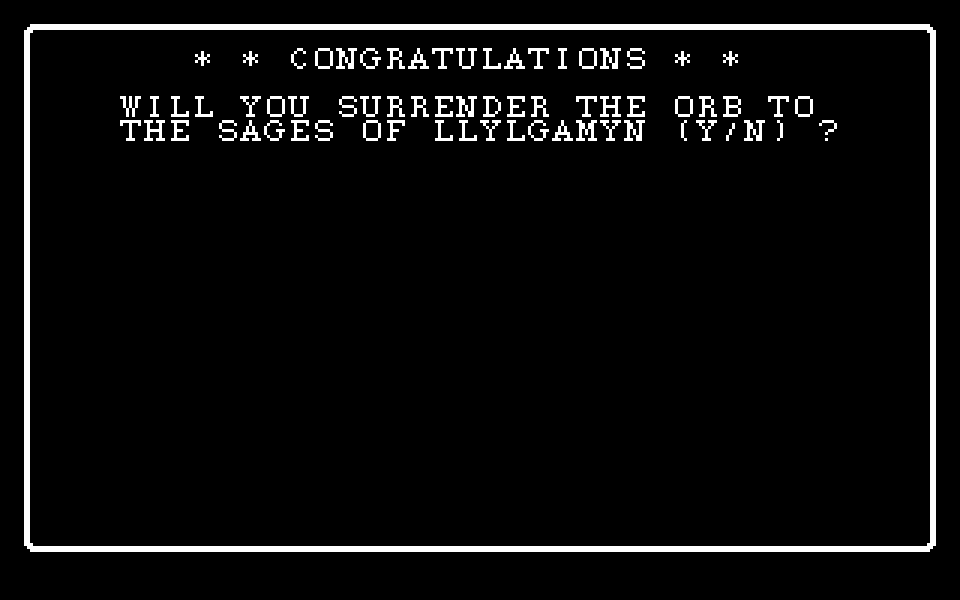 * * CONGRATULATIONS * *
WILL YOU SURRENDER THE ORB TO
THE SAGES OF LLYLGAMYN (Y/N) ?